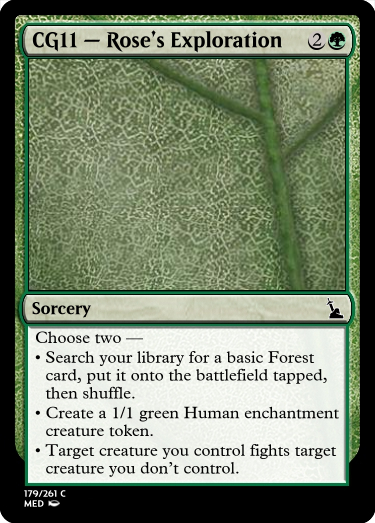 CG11 — Rose's Exploration 2
Sorcery
Choose two —
• Search your library for a basic Forest
card, put it onto the battlefield tapped,
then shuffle.
• Create a 1/1 green Human enchantment
creature token.
• Target creature you control fights target
creature you don't control.
179/261 C
MED